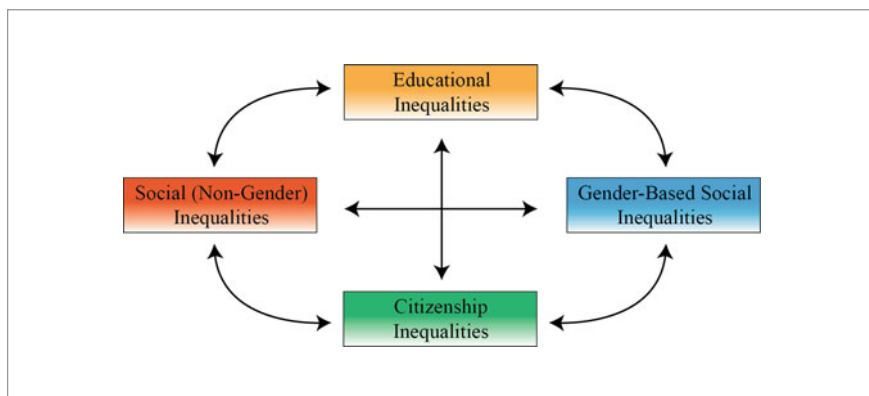 Educational
Inequalities
Social (Non-Gender)
Inequalities
Gender-Based Social
Inequalities
Citizenship
Inequalities